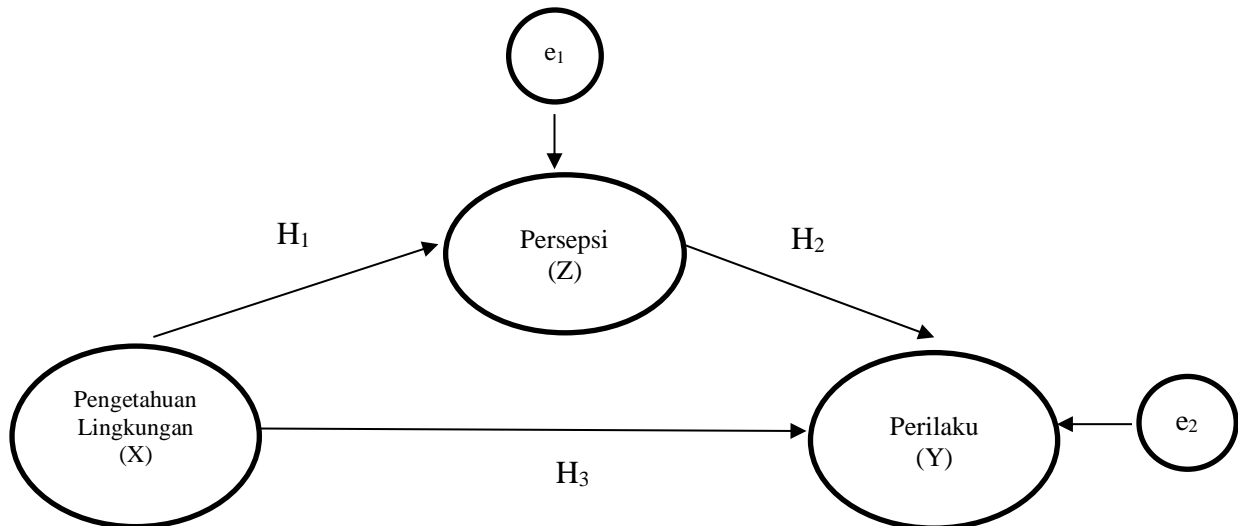 e₁
Persepsi
(Z)
H₁
H₂
Pengetahuan
Lingkungan
(X)
Perilaku
(Y)
e₂
H₃